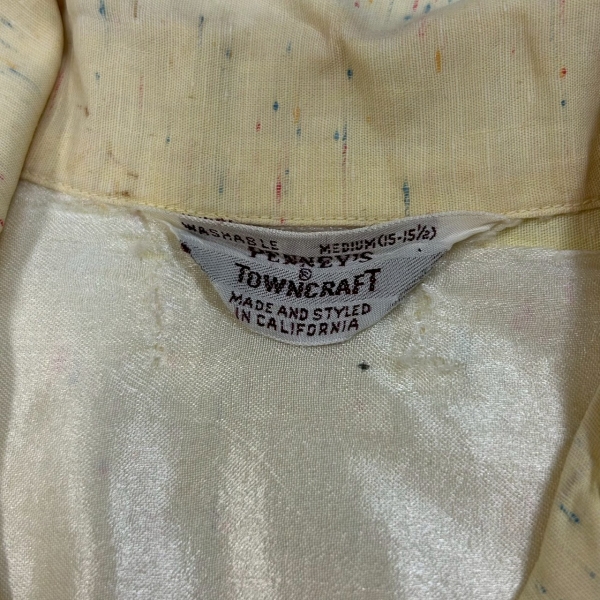 WASHABLE MEDIUM (15-15½)
PENNEY'S
®
TOWNCRAFT
MADE AND STYLED
IN CALIFORNIA